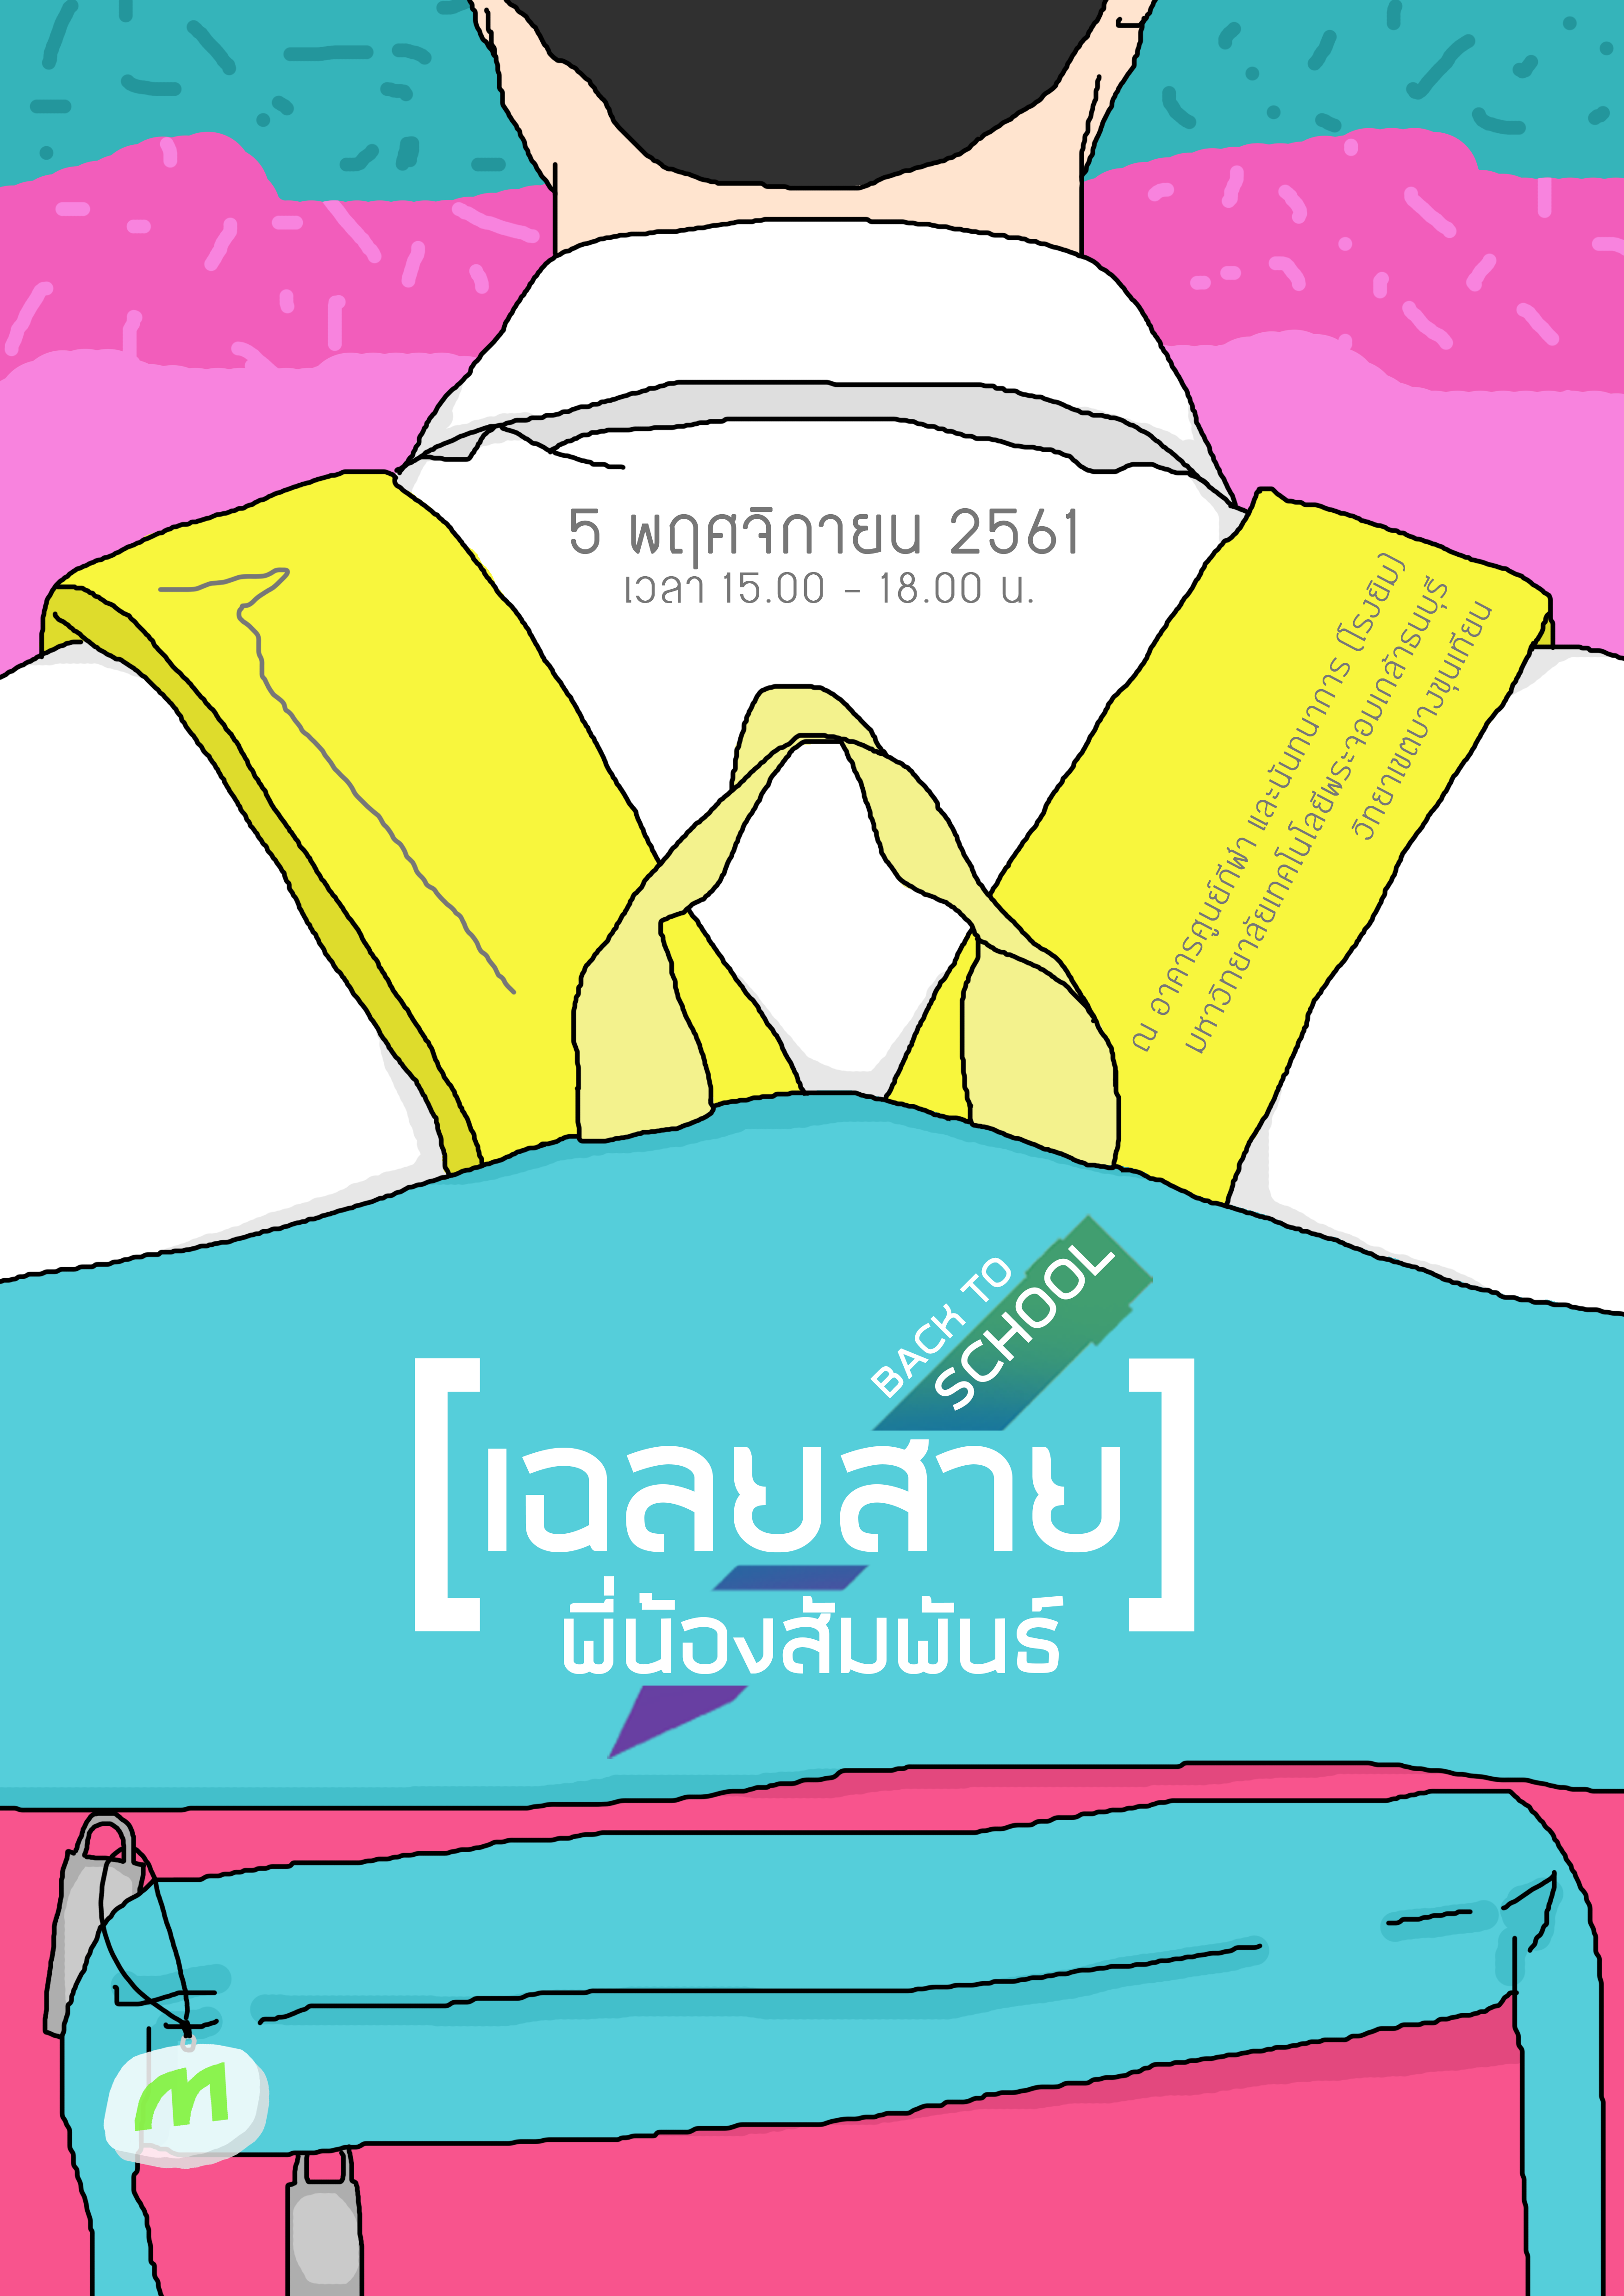 5 พฤศจิกายน 2561
เวลา 15.00 - 18.00 น.
ณ อาคารศูนย์กีฬา และนันทนาการ (โรงยิม)
มหาวิทยาลัยเทคโนโลยีพระจอมเกล้าธนบุรี
วิทยาเขตบางขุนเทียน
BACK TO
SCHOOL
[เฉลยสาย
พี่น้องสัมพันธ์]
m